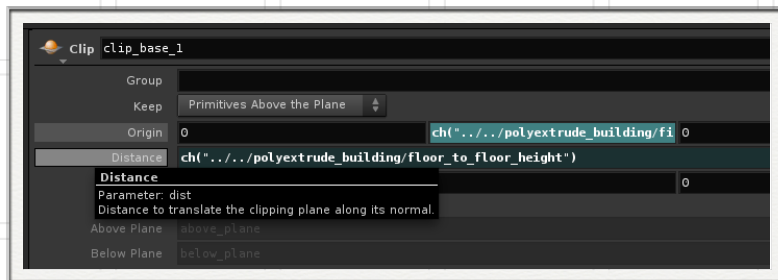 Clip clip_base_1
Group
Keep Primitives Above the Plane
Origin 0 ch("../../polyextrude_building/fi 0
Distance ch("../../polyextrude_building/floor_to_floor_height")
Distance 0
Parameter: dist
Distance to translate the clipping plane along its normal.
Above Plane above_plane
Below Plane below_plane